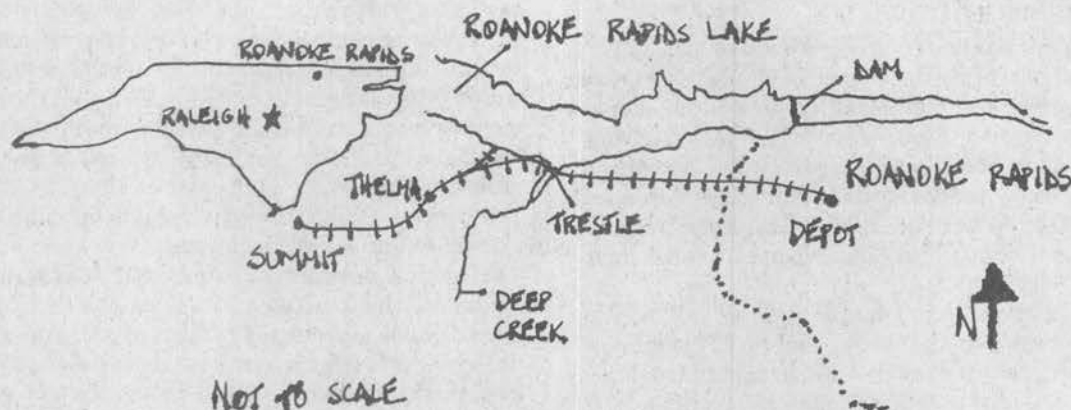 ROANOKE RAPIDS LAKE
ROANOKE RAPIDS
DAM
RALEIGH
THELMA
ROANOKE RAPIDS
DEPOT
TRESTLE
SUMMIT
DEEP
CREEK
N
NOT TO SCALE